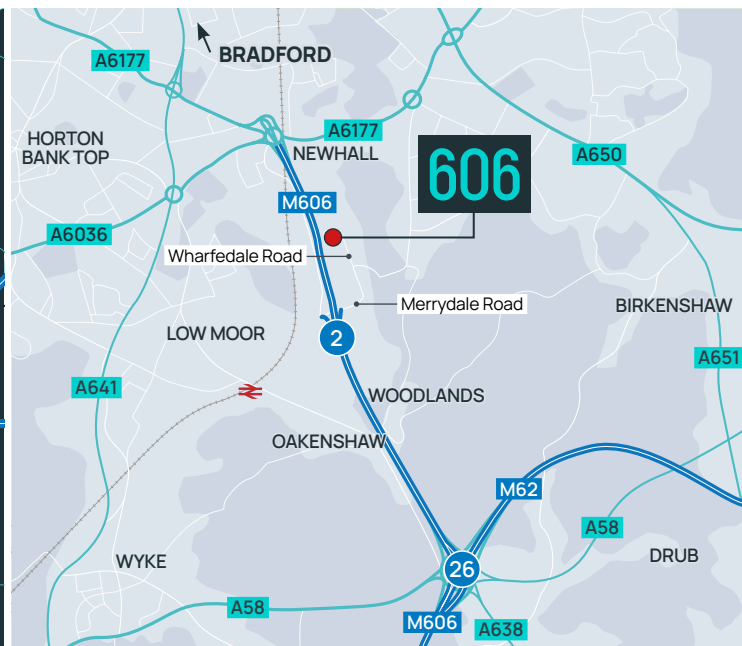 BRADFORD
A6177
HORTON
BANK TOP
A6177
NEWHALL
A650
606
M606
A6036
Wharfedale Road
Merrydale Road
BIRKENSHAW
LOW MOOR
2
A651
A641
WOODLANDS
OAKENSHAW
M62
A58
DRUB
WYKE
26
A58
M606
A638